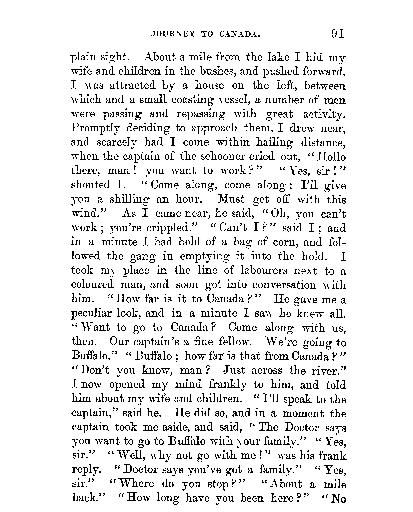 JOURNEY TO CANADA. 91
plain sight. About a mile from the lake I hid my
wife and children in the bushes, and pushed forward.
I was attracted by a house on the left, between
which and a small coasting vessel, a number of men
were passing and repassing with great activity.
Promptly deciding to approach them, I drew near,
and scarcely had I come within hailing distance,
when the captain of the schooner cried out, "Hollo
there, man! you want to work?" "Yes, sir!"
shouted I. "Come along, come along; I'll give
you a shilling an hour. Must get off with this
wind." As I came near, he said, "Oh, you can't
work; you're crippled." "Can't I?" said I; and
in a minute I had hold of a bag of corn, and fol-
lowed the gang in emptying it into the hold. I
took my place in the line of labourers next to a
coloured man, and soon got into conversation with
him. "How far is it to Canada?" He gave me a
peculiar look, and in a minute I saw he knew all.
"Want to go to Canada? Come along with us,
then. Our captain's a fine fellow. We're going to
Buffalo." "Buffalo; how far is that from Canada?"
"Don't you know, man? Just across the river."
I now opened my mind frankly to him, and told
him about my wife and children. "I'll speak to the
captain," said he. He did so, and in a moment the
captain took me aside, and said, "The Doctor says
you want to go to Buffalo with your family." "Yes,
sir." "Well, why not go with me!" was his frank
reply. "Doctor says you've got a family." "Yes,
sir." "Where do you stop?" "About a mile
back." "How long have you been here?" "No